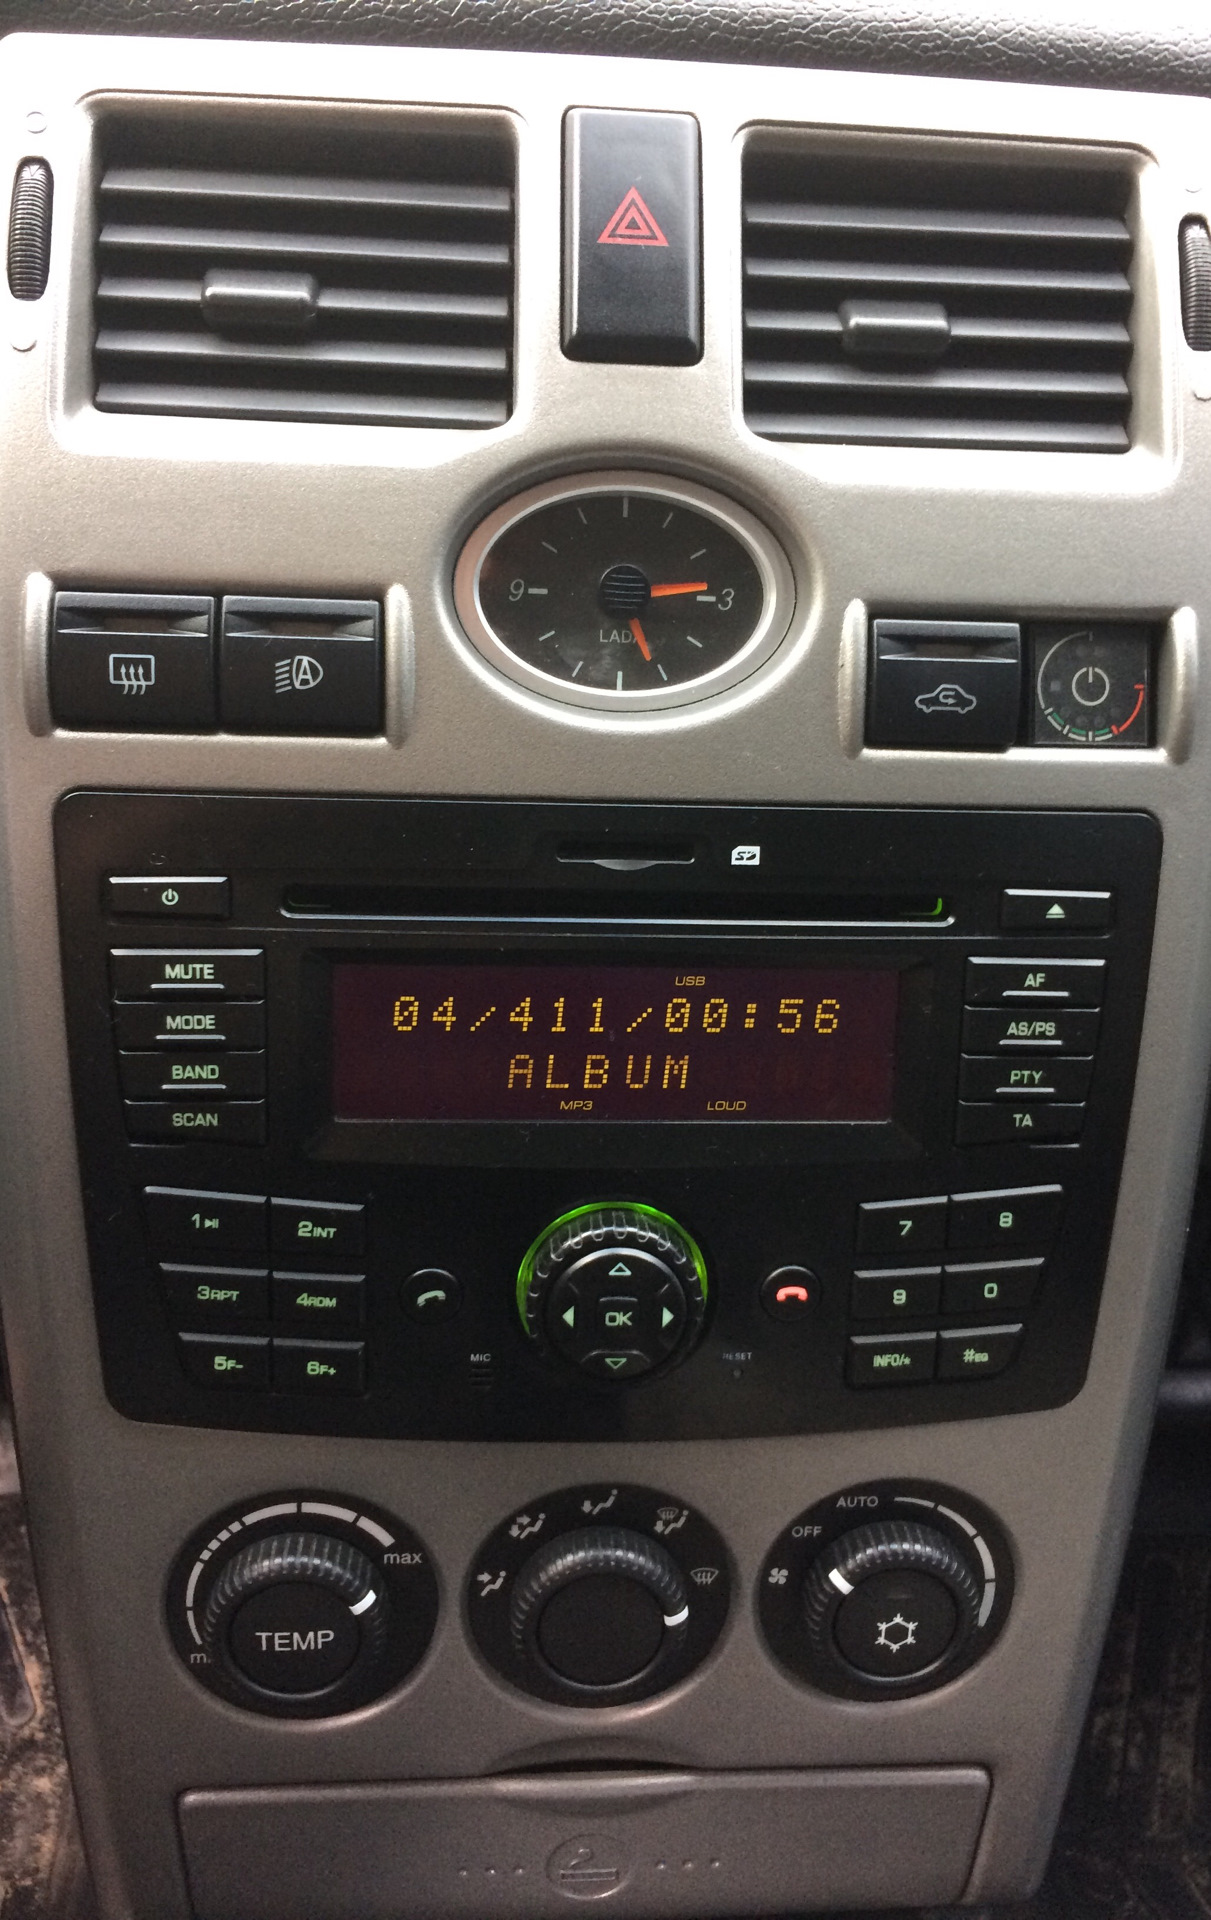 9
3
LADA
SD
MUTE
AF
USB
04/411/00:56
MODE
AS/PS
BAND
ALBUM
PTY
SCAN
MP3
LOUD
TA
1
2INT
7
8
3RPT
4RDM
9
0
OK
5F-
6F+
MIC
RESET
INFO/*
#EQ
AUTO
OFF
max
TEMP